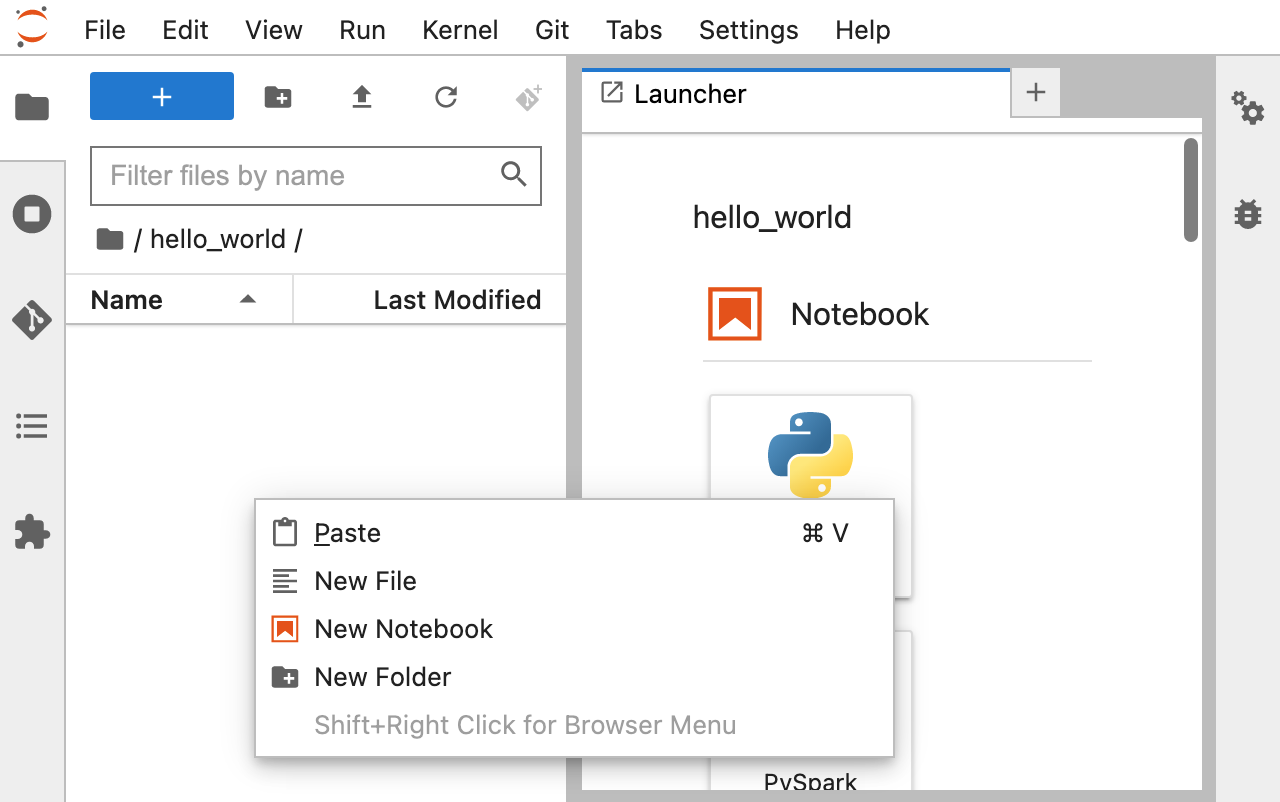 File Edit View Run Kernel Git Tabs Settings Help
Launcher
Filter files by name
/ hello_world /
Name Last Modified
hello_world
Notebook
Paste ⌘ V
New File
New Notebook
New Folder
Shift+Right Click for Browser Menu
PySpark